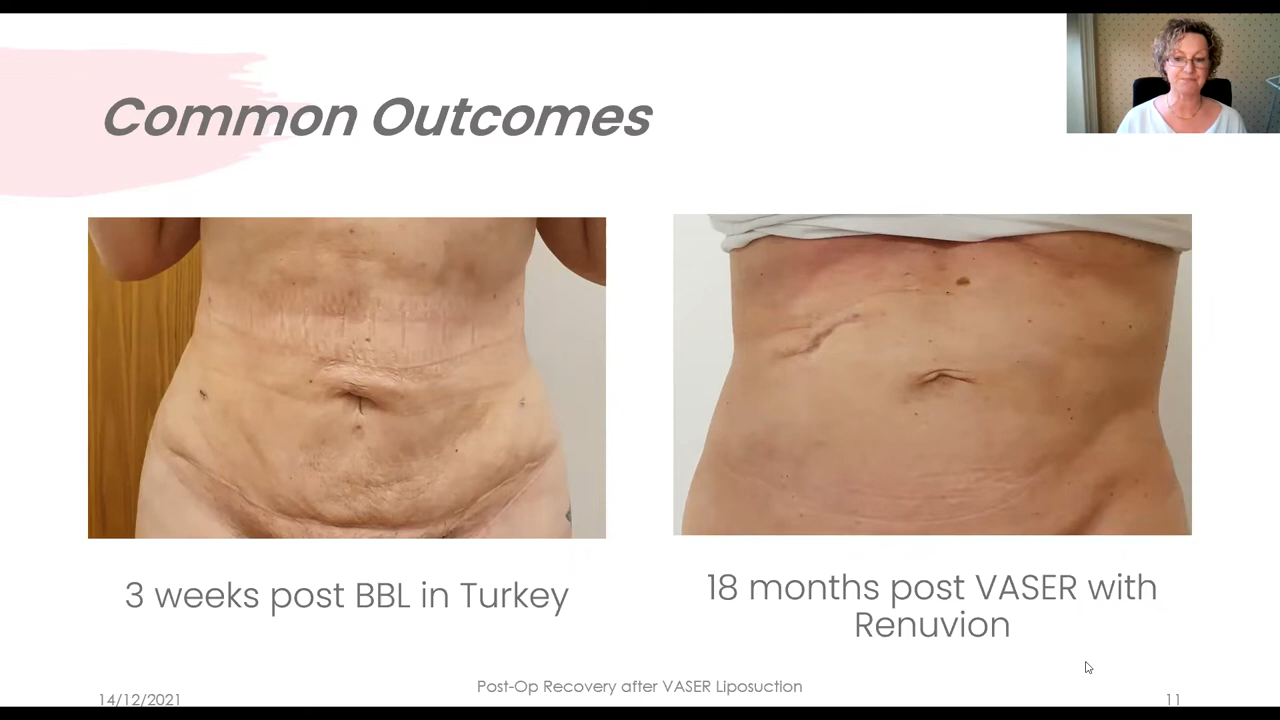 Common Outcomes
3 weeks post BBL in Turkey
18 months post VASER with
Renuvion
14/12/2021
Post-Op Recovery after VASER Liposuction
11